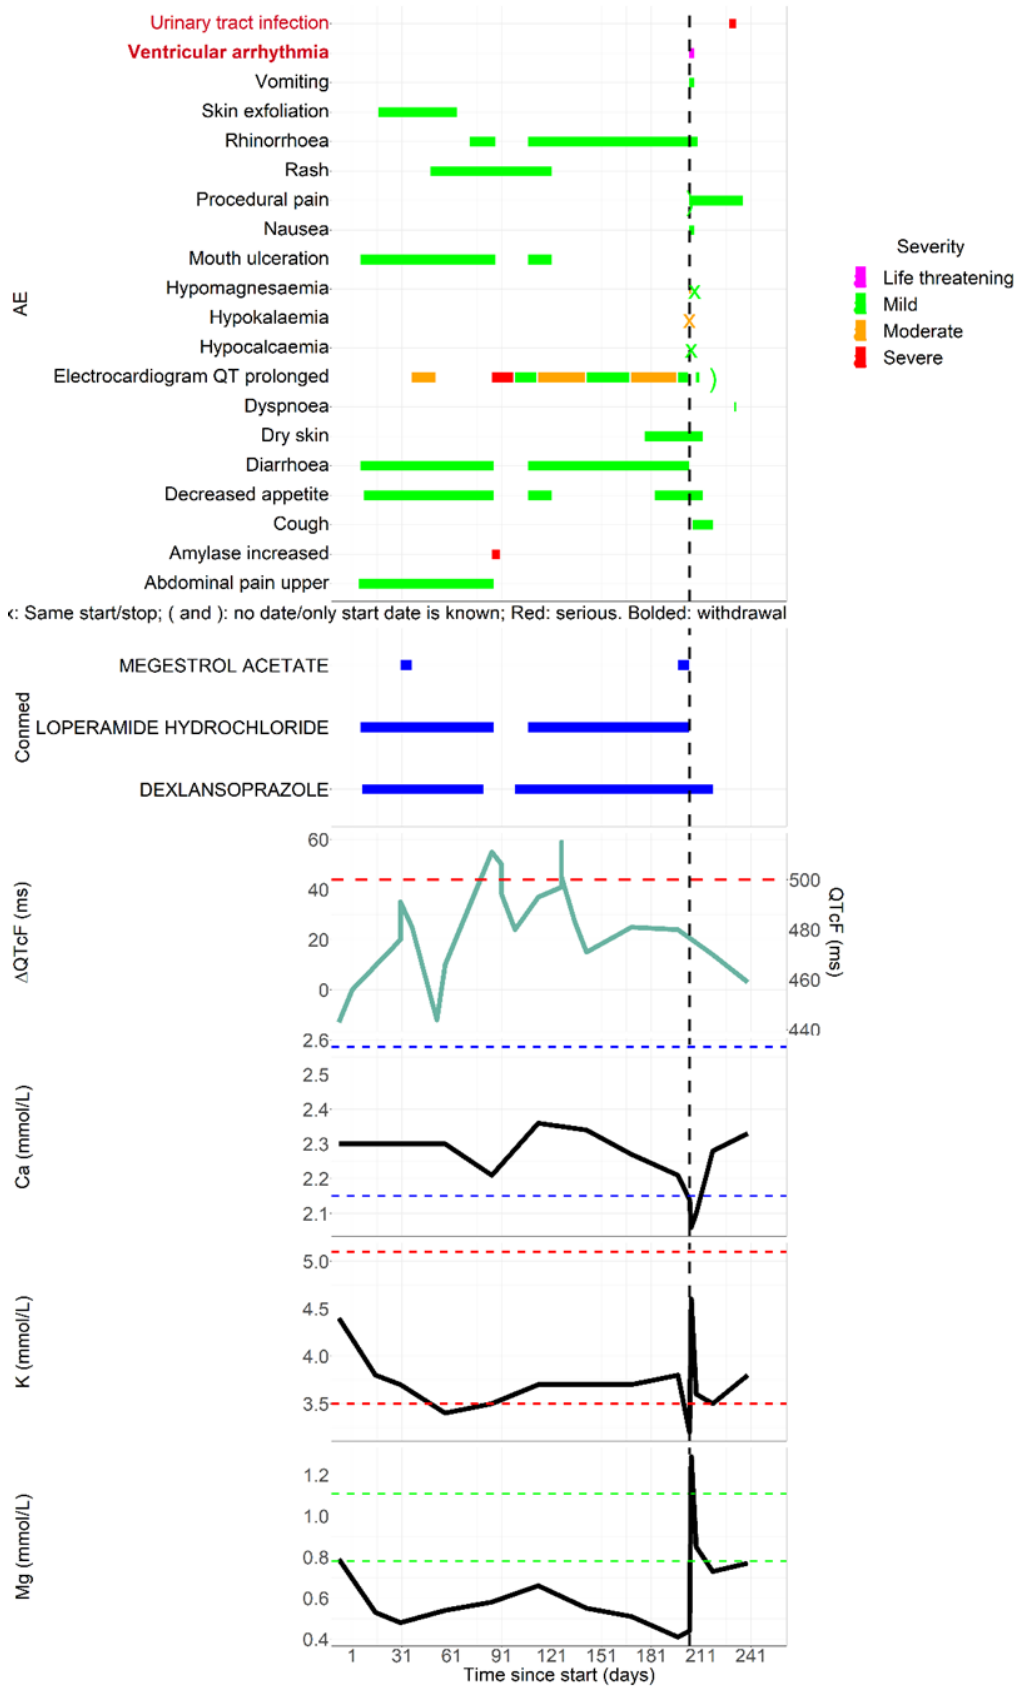 Urinary tract infection
Ventricular arrhythmia
Vomiting
Skin exfoliation
Rhinorrhoea
Rash
Procedural pain
Nausea
Mouth ulceration
Hypomagnesaemia
Hypokalaemia
Hypocalcaemia
Electrocardiogram QT prolonged
Dyspnoea
Dry skin
Diarrhoea
Decreased appetite
Cough
Amylase increased
Abdominal pain upper
AE
Severity
Life threatening
Mild
Moderate
Severe
: Same start/stop; ( and ): no date/only start date is known; Red: serious. Bolded: withdrawal
MEGESTROL ACETATE
LOPERAMIDE HYDROCHLORIDE
DEXLANSOPRAZOLE
Conmed
60
40
20
0
ΔQTcF (ms)
500
480
460
440
QTcF (ms)
2.6
2.5
2.4
2.3
2.2
2.1
Ca (mmol/L)
5.0
4.5
4.0
3.5
K (mmol/L)
1.2
1.0
0.8
0.6
0.4
Mg (mmol/L)
1 31 61 91 121 151 181 211 241
Time since start (days)